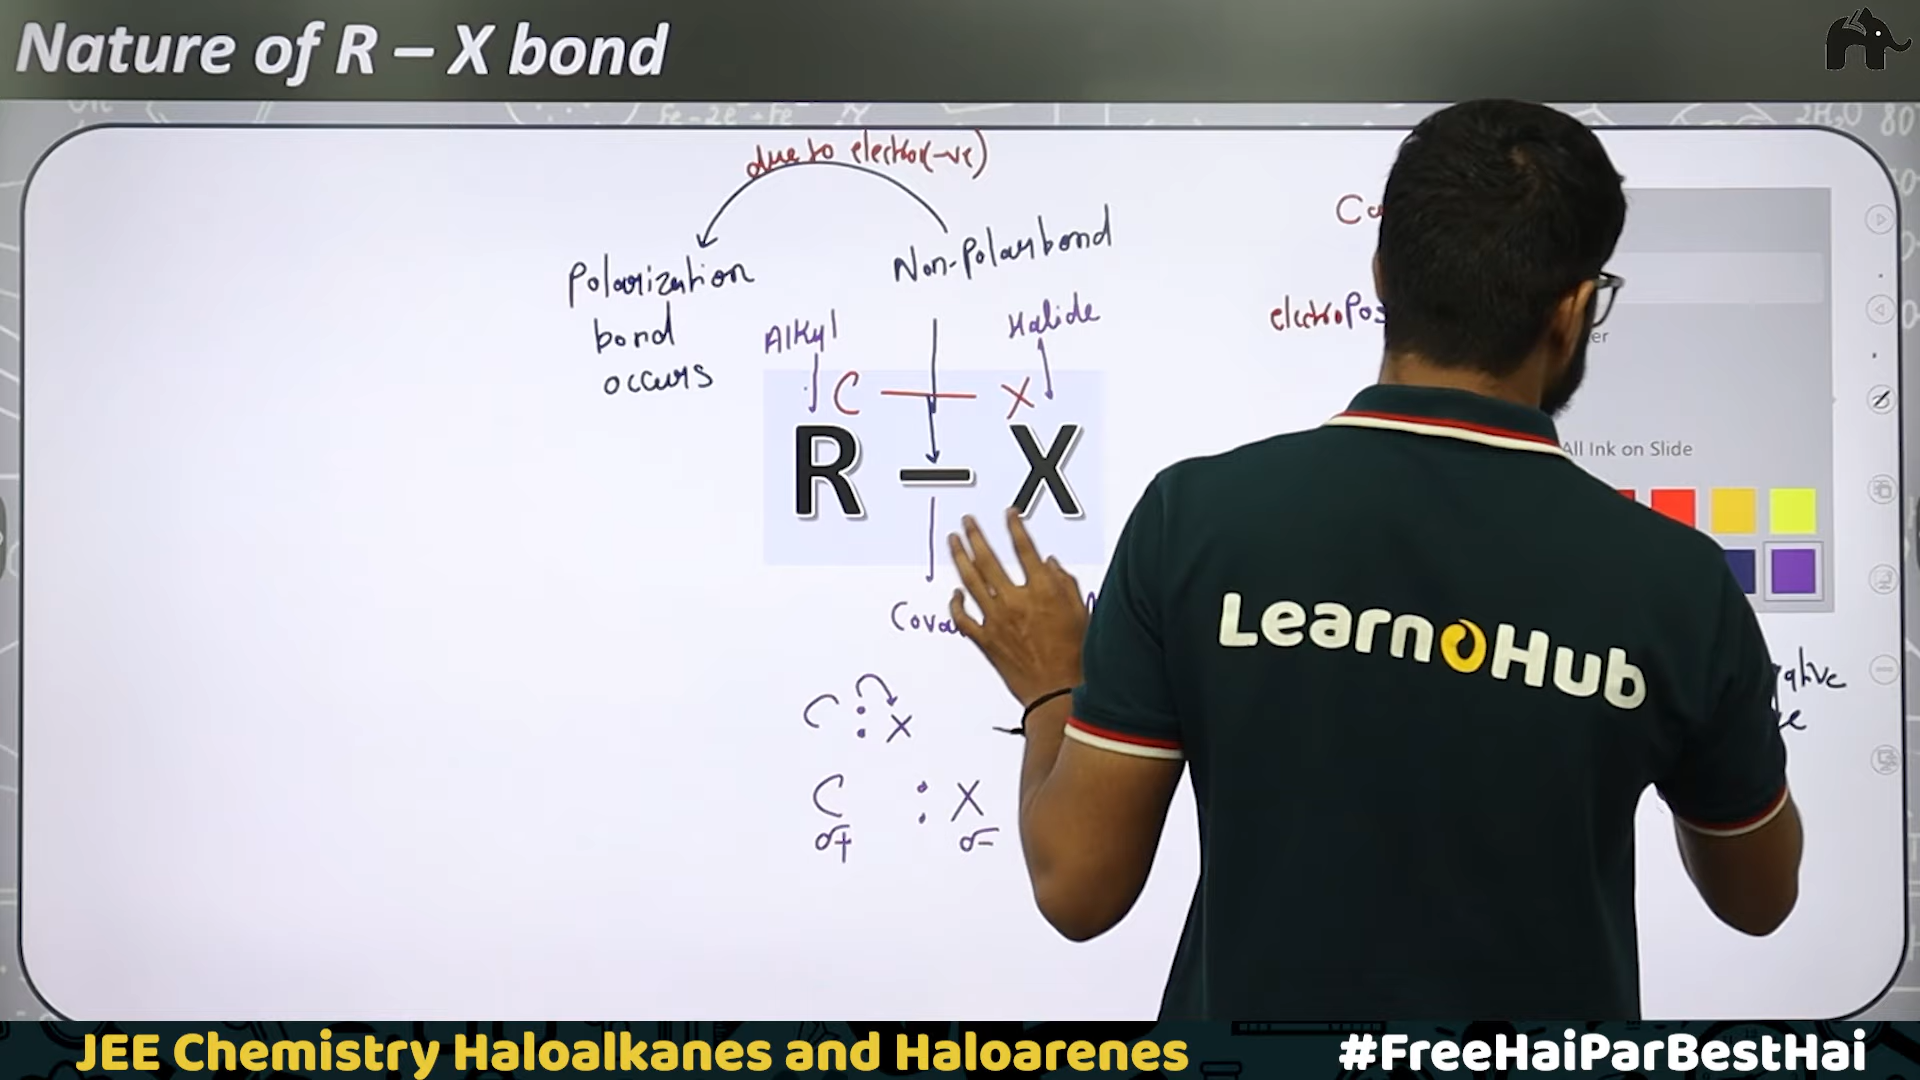 Nature of R – X bond
due to electro(-ve)
Non-Polar bond
Polarization
bond
occurs
Alkyl
Halide
C — X
R – X
All Ink on Slide
LearnoHub
C : X
C : X
σ+ σ-
JEE Chemistry Haloalkanes and Haloarenes
#FreeHaiParBestHai